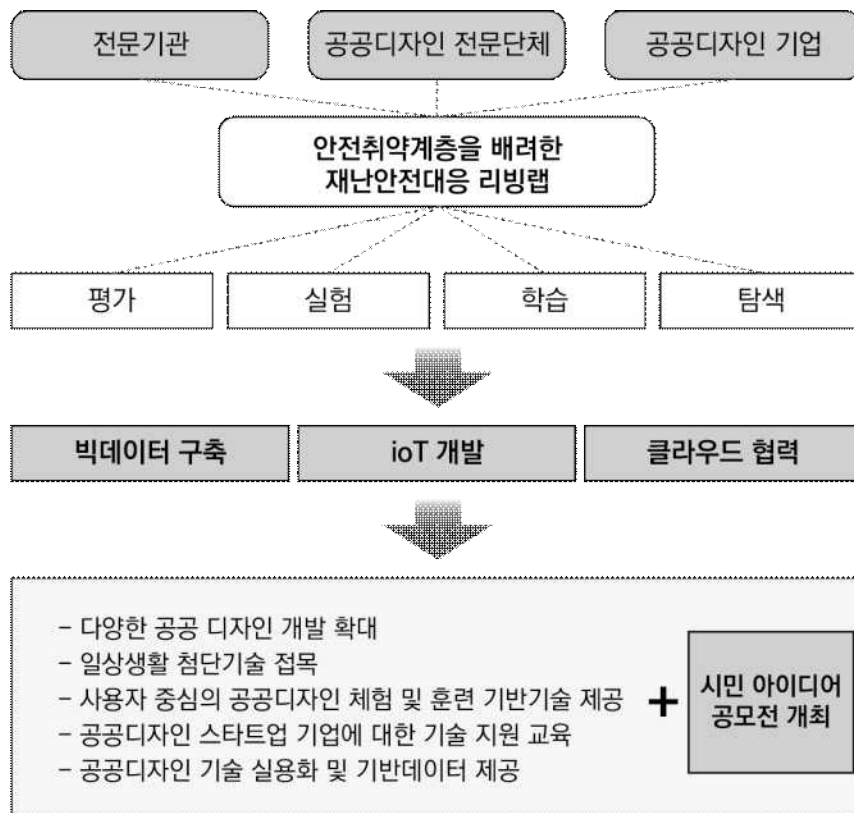 전문기관
공공디자인 전문단체
공공디자인 기업
안전취약계층을 배려한
재난안전대응 리빙랩
평가
실험
학습
탐색
빅데이터 구축
ioT 개발
클라우드 협력
– 다양한 공공 디자인 개발 확대
– 일상생활 첨단기술 접목
– 사용자 중심의 공공디자인 체험 및 훈련 기반기술 제공
– 공공디자인 스타트업 기업에 대한 기술 지원 교육
– 공공디자인 기술 실용화 및 기반데이터 제공
+
시민 아이디어
공모전 개최